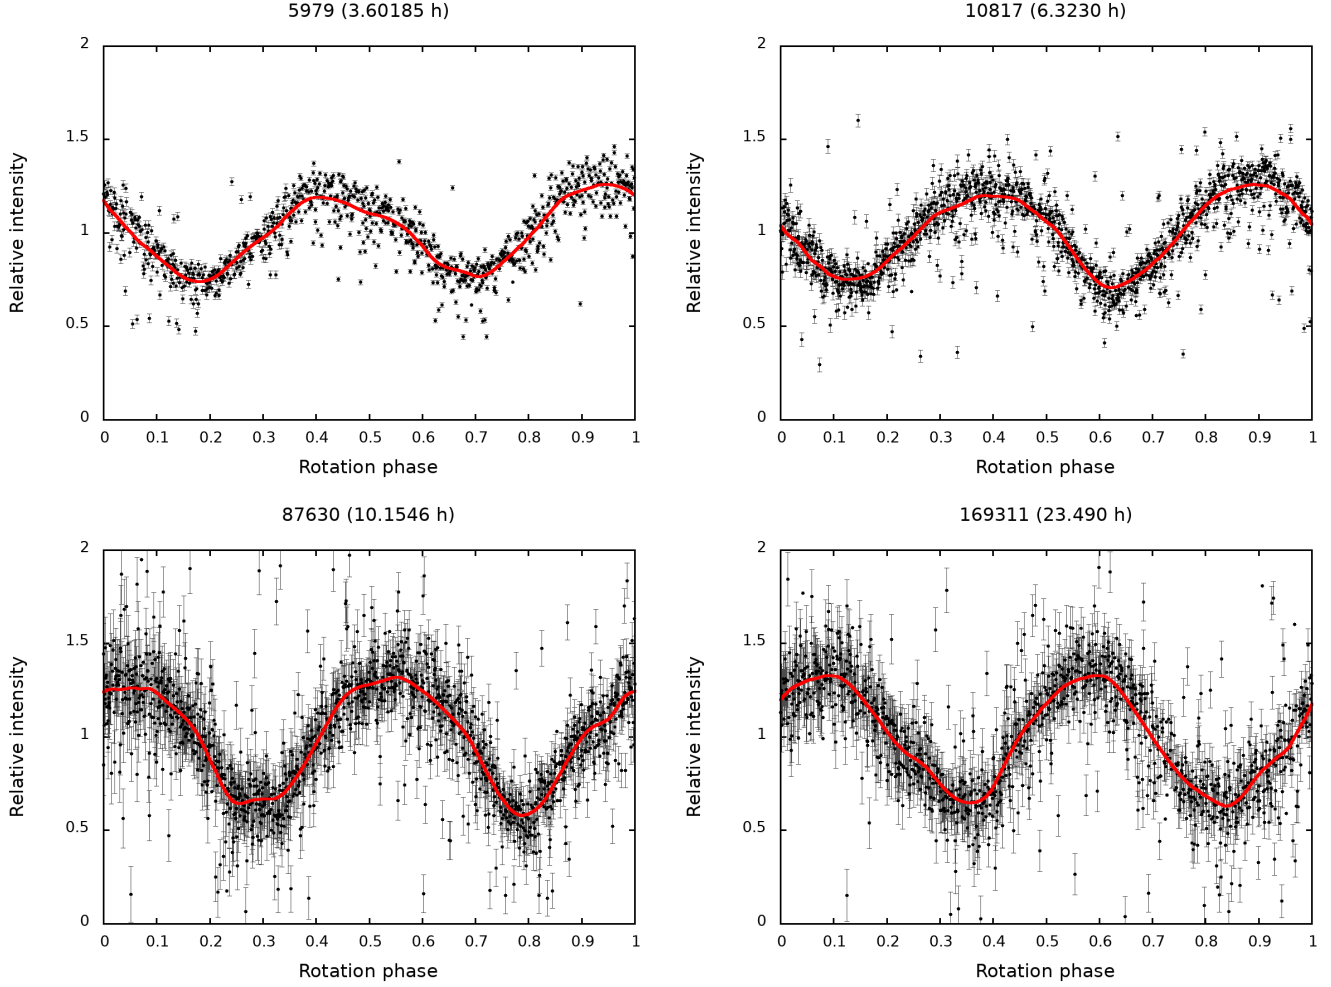 5979 (3.60185 h)
Relative intensity
2
1.5
1
0.5
0
0 0.1 0.2 0.3 0.4 0.5 0.6 0.7 0.8 0.9 1
Rotation phase
10817 (6.3230 h)
Relative intensity
2
1.5
1
0.5
0
0 0.1 0.2 0.3 0.4 0.5 0.6 0.7 0.8 0.9 1
Rotation phase
87630 (10.1546 h)
Relative intensity
2
1.5
1
0.5
0
0 0.1 0.2 0.3 0.4 0.5 0.6 0.7 0.8 0.9 1
Rotation phase
169311 (23.490 h)
Relative intensity
2
1.5
1
0.5
0
0 0.1 0.2 0.3 0.4 0.5 0.6 0.7 0.8 0.9 1
Rotation phase